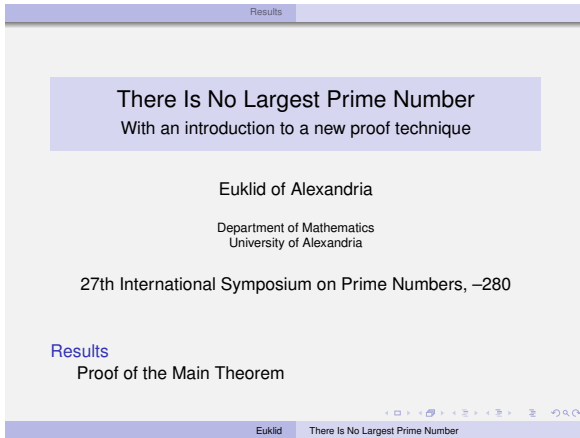 Results
There Is No Largest Prime Number
With an introduction to a new proof technique
Euklid of Alexandria
Department of Mathematics
University of Alexandria
27th International Symposium on Prime Numbers, –280
Results
Proof of the Main Theorem
Euklid There Is No Largest Prime Number